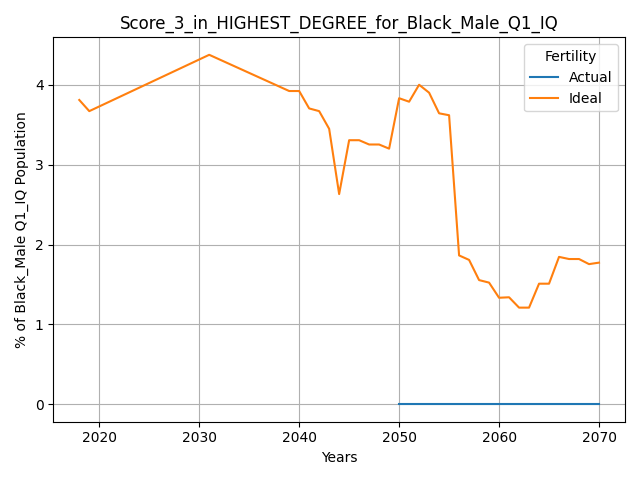 Score_3_in_HIGHEST_DEGREE_for_Black_Male_Q1_IQ
Fertility
Actual
Ideal
% of Black_Male Q1_IQ Population
4
3
2
1
0
2020 2030 2040 2050 2060 2070
Years